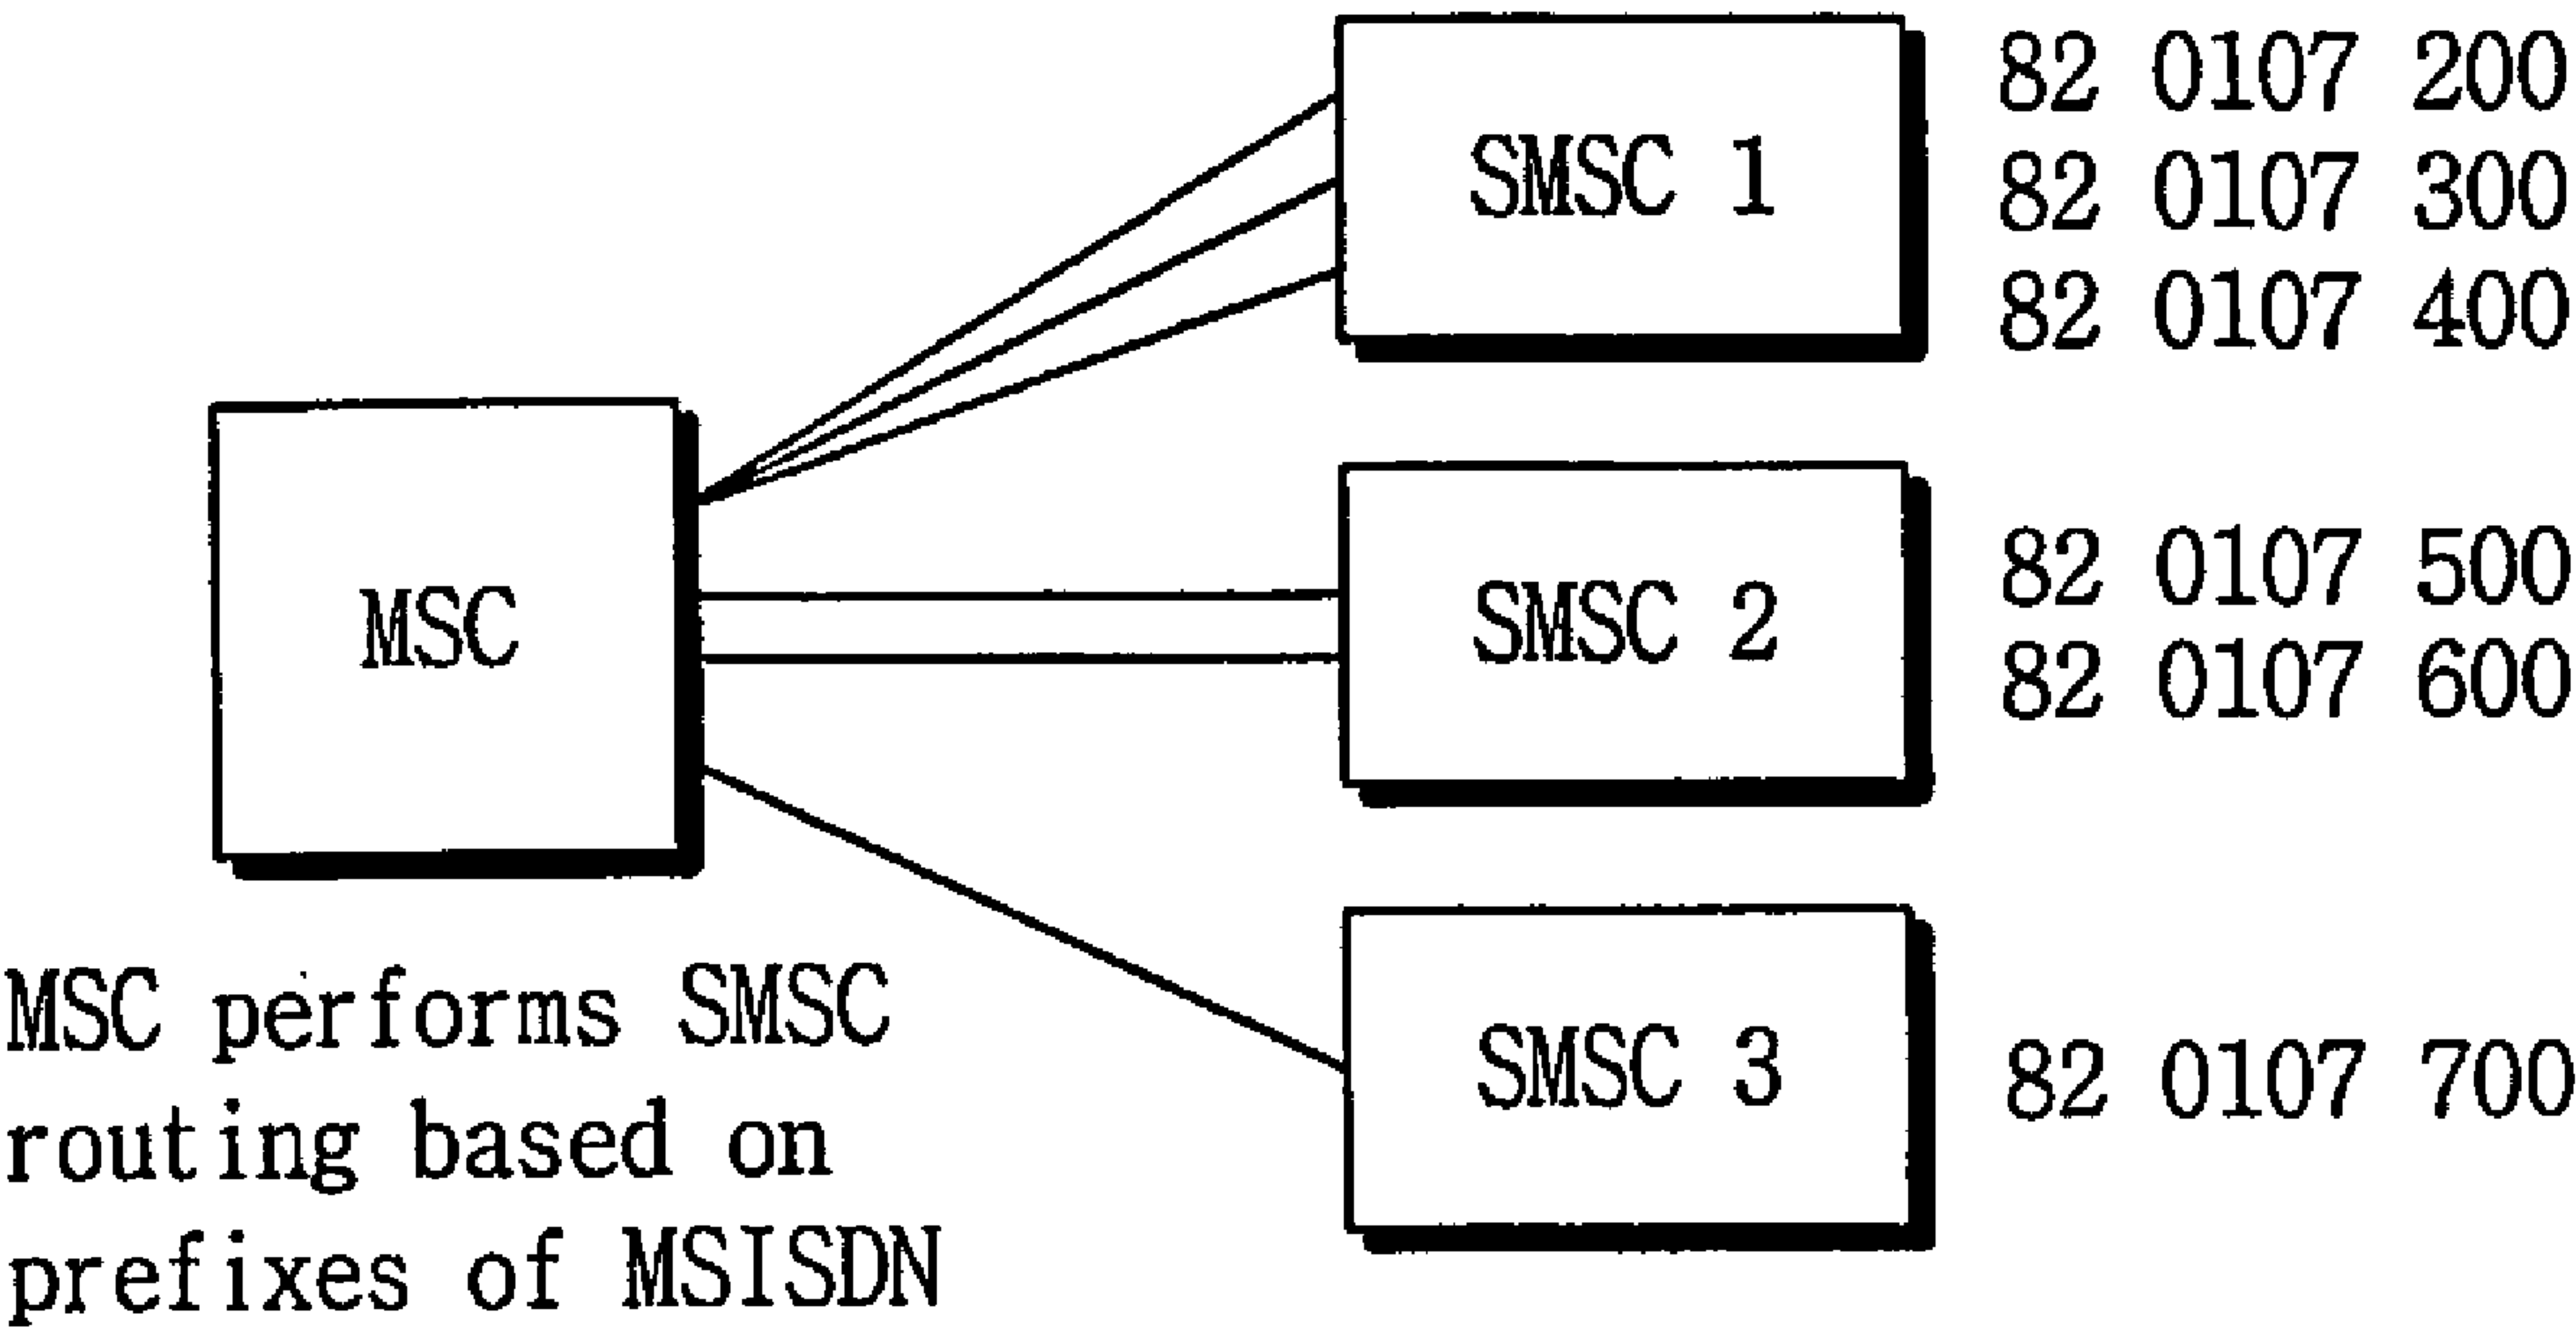 82 0107 200
SMSC 1
82 0107 300
82 0107 400
MSC
SMSC 2
82 0107 500
82 0107 600
SMSC 3
82 0107 700
MSC performs SMSC
routing based on
prefixes of MSISDN